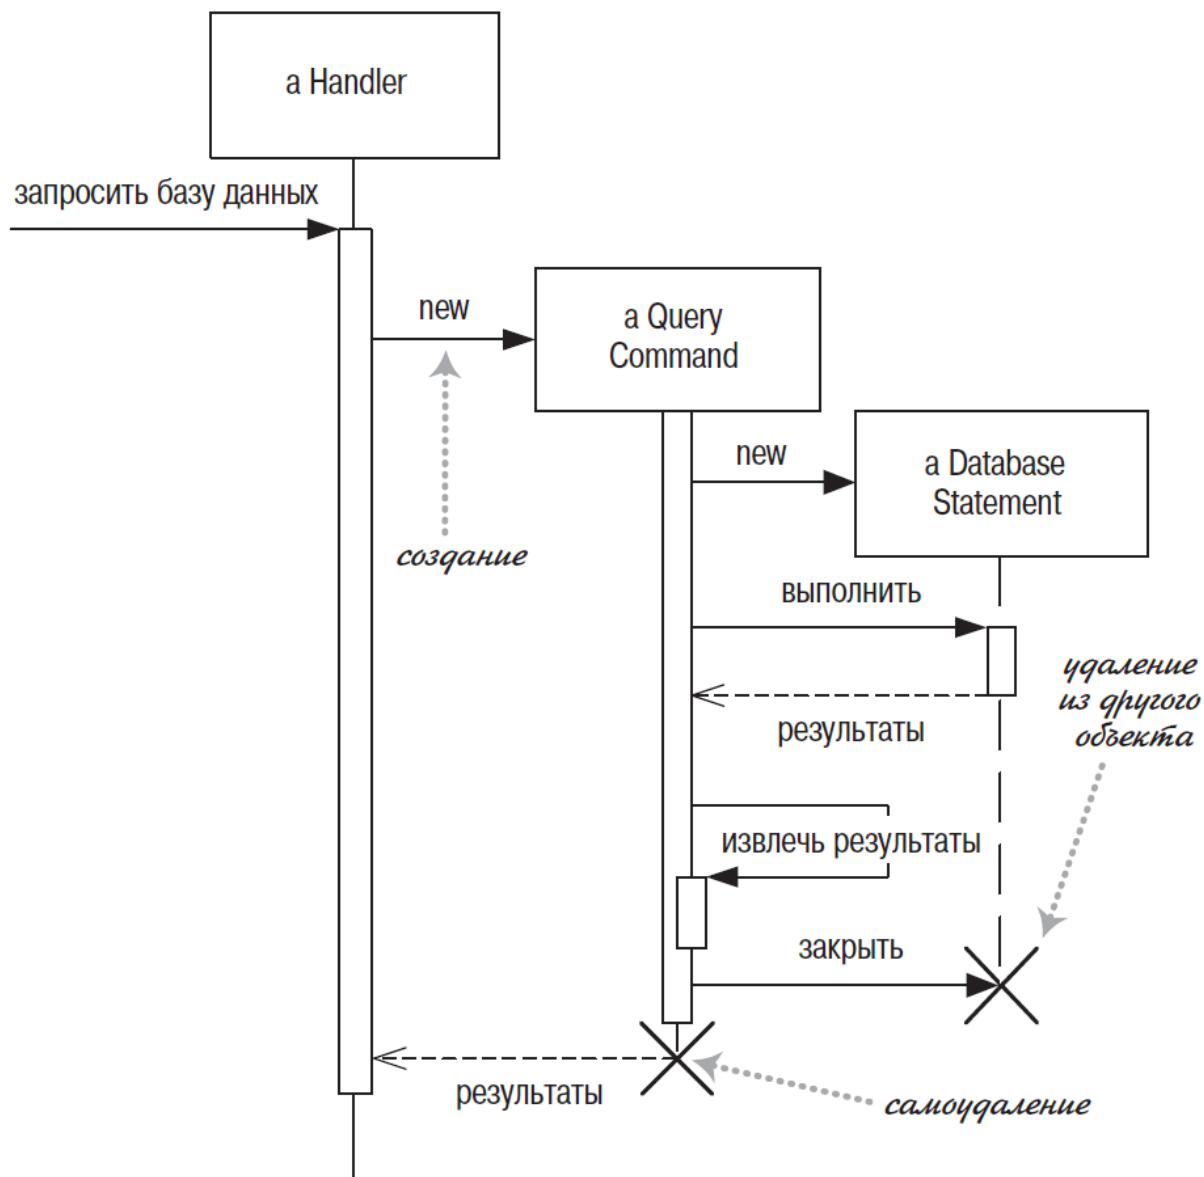 a Handler
запросить базу данных
new
a Query
Command
new
a Database
Statement
создание
выполнить
удаление
из другого
объекта
результаты
извлечь результаты
закрыть
результаты
самоудаление